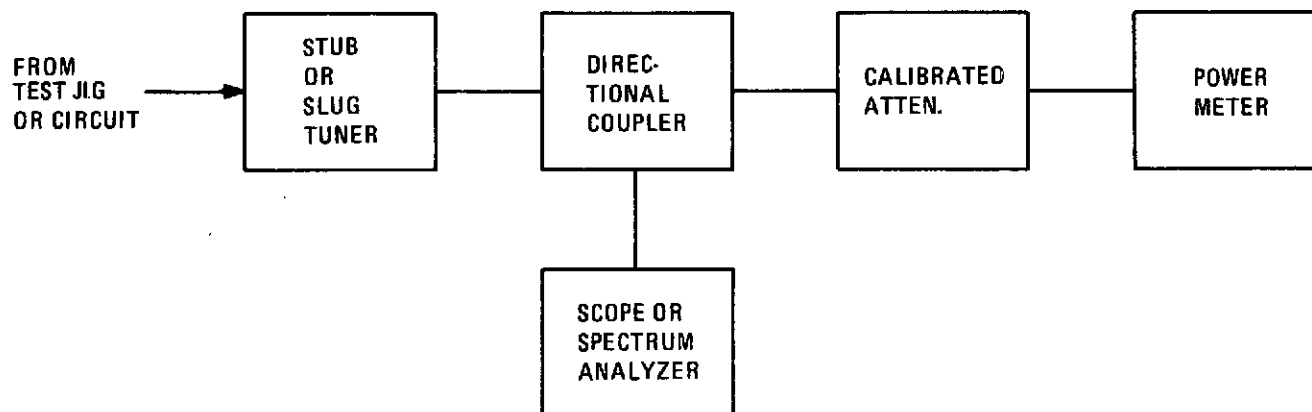 FROM
TEST JIG
OR CIRCUIT
STUB
OR
SLUG
TUNER
DIREC-
TIONAL
COUPLER
CALIBRATED
ATTEN.
POWER
METER
SCOPE OR
SPECTRUM
ANALYZER